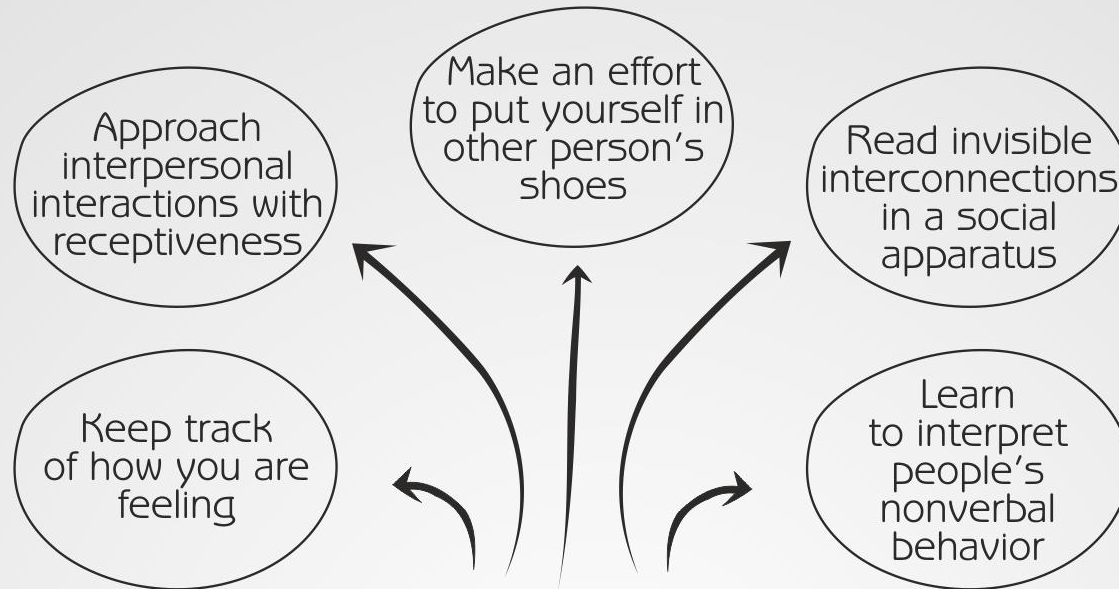 Make an effort
to put yourself in
other person's
shoes
Approach
interpersonal
interactions with
receptiveness
Read invisible
interconnections
in a social
apparatus
Keep track
of how you are
feeling
Learn
to interpret
people's
nonverbal
behavior